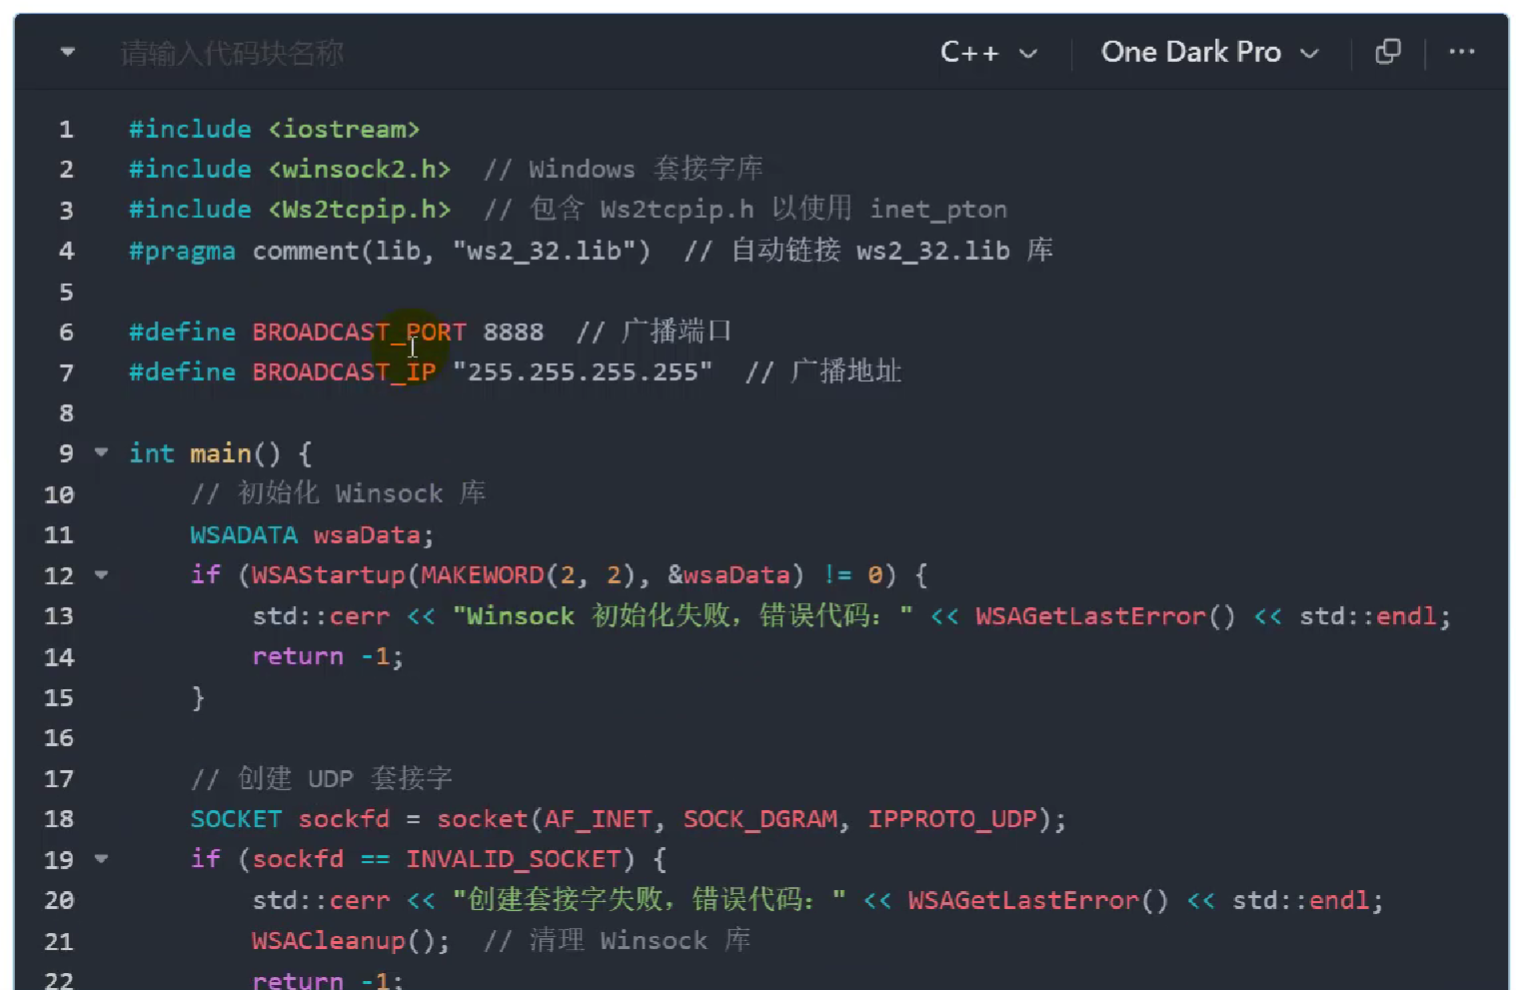 请输入代码块名称 C++ One Dark Pro ···
1 #include <iostream>
2 #include <winsock2.h>  // Windows 套接字库
3 #include <Ws2tcpip.h>  // 包含 Ws2tcpip.h 以使用 inet_pton
4 #pragma comment(lib, "ws2_32.lib")  // 自动链接 ws2_32.lib 库
5
6 #define BROADCAST_PORT 8888  // 广播端口
7 #define BROADCAST_IP "255.255.255.255"  // 广播地址
8
9 int main() {
10     // 初始化 Winsock 库
11     WSADATA wsaData;
12     if (WSAStartup(MAKEWORD(2, 2), &wsaData) != 0) {
13         std::cerr << "Winsock 初始化失败，错误代码：" << WSAGetLastError() << std::endl;
14         return -1;
15     }
16
17     // 创建 UDP 套接字
18     SOCKET sockfd = socket(AF_INET, SOCK_DGRAM, IPPROTO_UDP);
19     if (sockfd == INVALID_SOCKET) {
20         std::cerr << "创建套接字失败，错误代码：" << WSAGetLastError() << std::endl;
21         WSACleanup();  // 清理 Winsock 库
22         return -1;